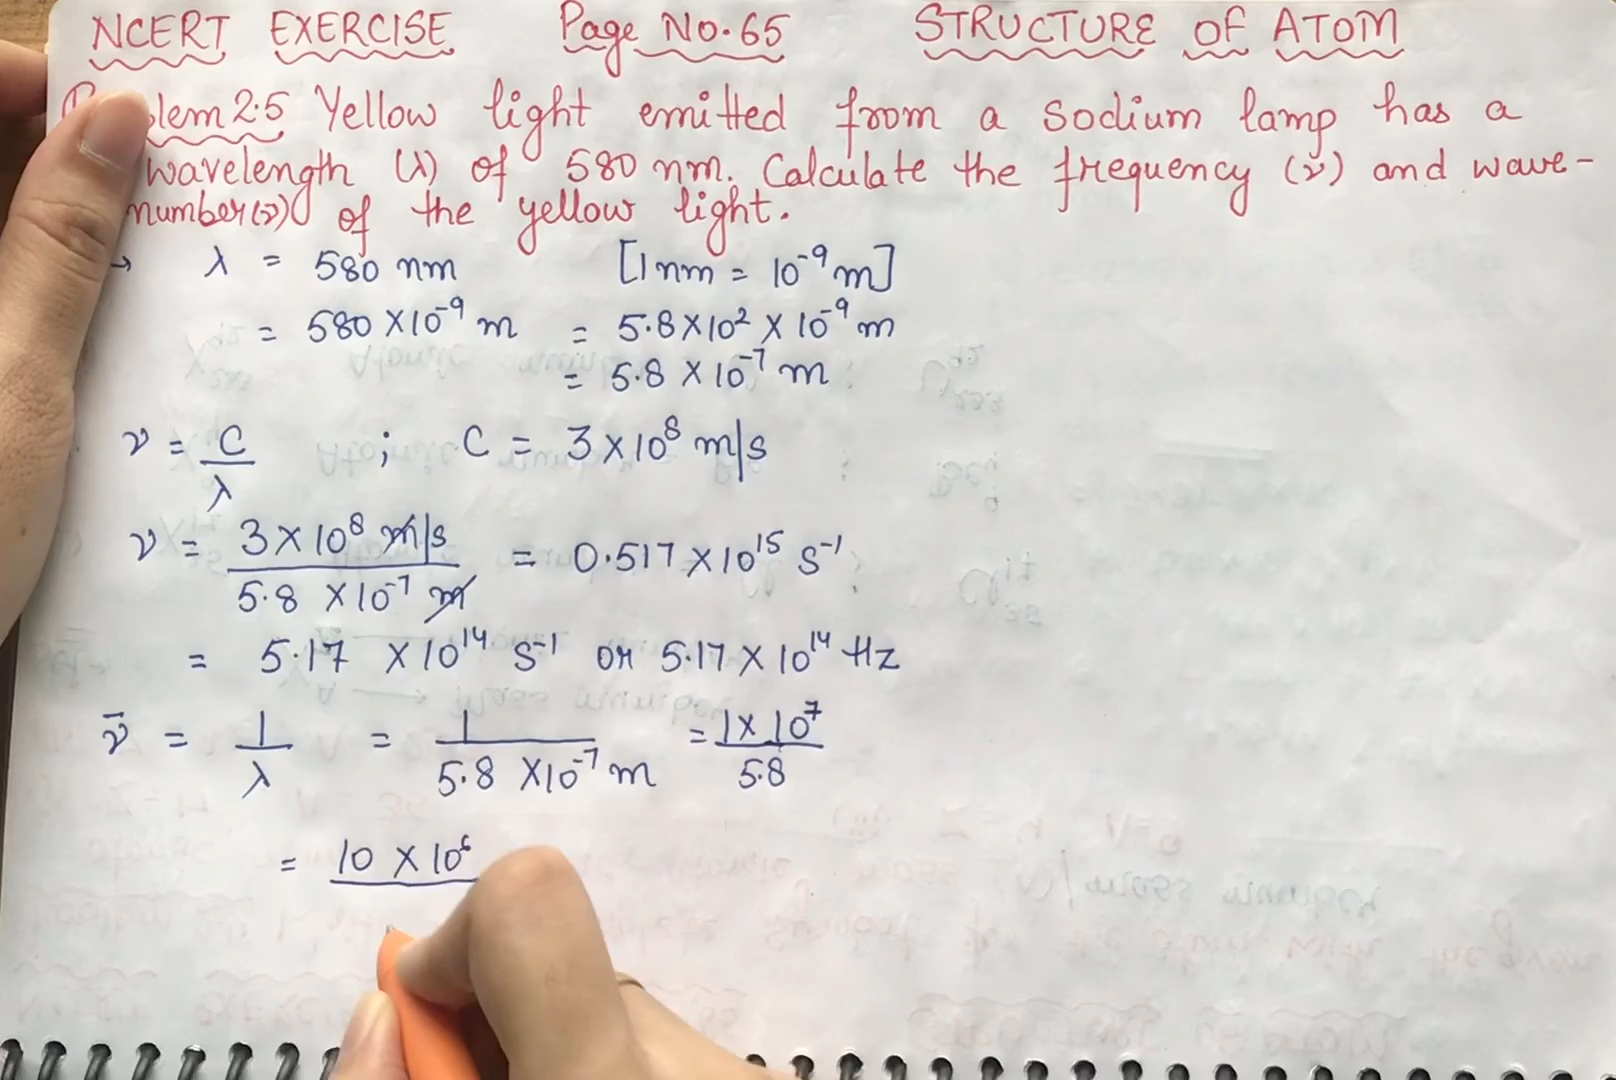 NCERT EXERCISE Page No.65 STRUCTURE OF ATOM
lem 2.5 Yellow light emitted from a sodium lamp has a
wavelength (λ) of 580 nm. Calculate the frequency (ν) and wave-
number(ν̄) of the yellow light.
→ λ = 580 nm [1 nm = 10⁻⁹ m]
= 580 × 10⁻⁹ m = 5.8 × 10² × 10⁻⁹ m
= 5.8 × 10⁻⁷ m
ν = C/λ ; C = 3 × 10⁸ m/s
ν = 3 × 10⁸ m/s / 5.8 × 10⁻⁷ m = 0.517 × 10¹⁵ s⁻¹
= 5.17 × 10¹⁴ s⁻¹ or 5.17 × 10¹⁴ Hz
ν̄ = 1/λ = 1 / 5.8 × 10⁻⁷ m = 1 × 10⁷ / 5.8
= 10 × 10⁶